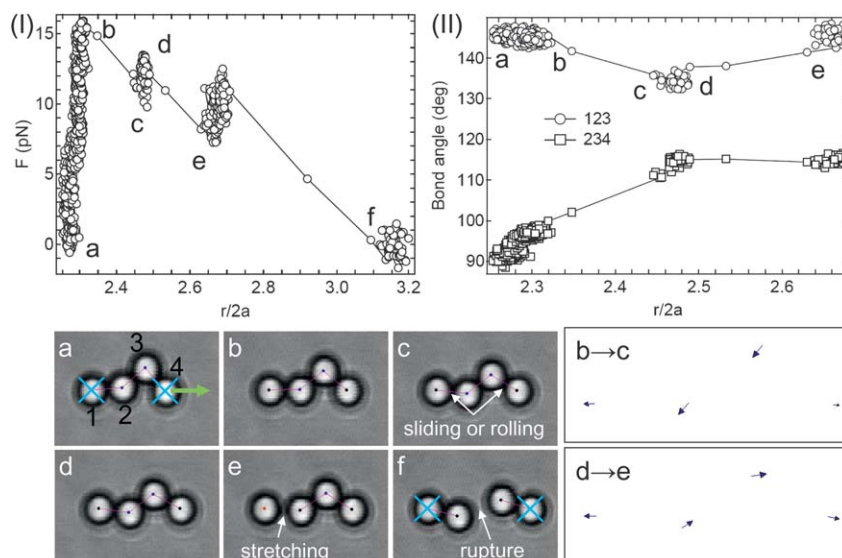 (I)
(II)
F (pN)
15
10
5
0
a
b
c
d
e
f
2.4
2.6
2.8
3.0
3.2
r/2a
Bond angle (deg)
140
130
120
110
100
90
a
b
c
d
e
123
234
2.3
2.4
2.5
2.6
r/2a
a
1
2
3
4
b
c
sliding or rolling
b→c
d
e
stretching
f
rupture
d→e